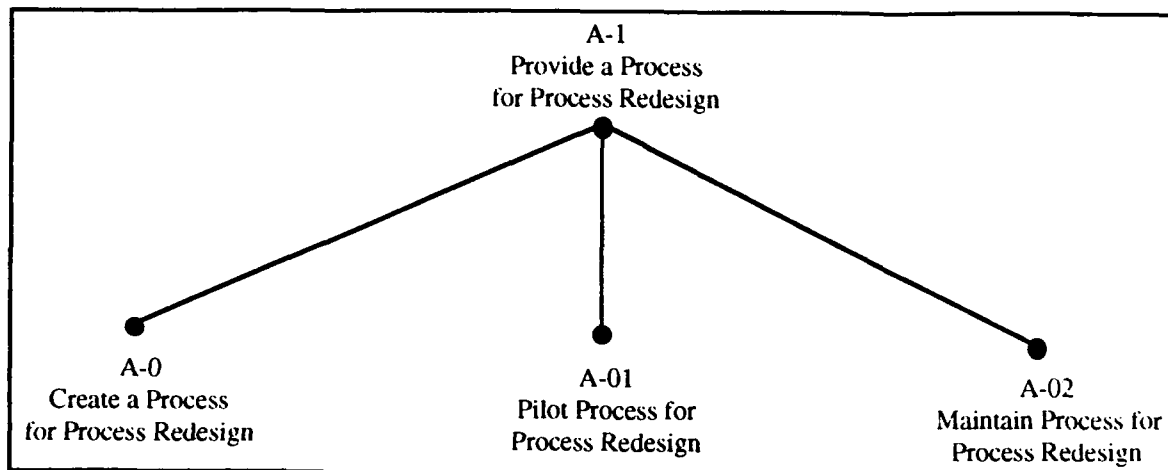 A-1
Provide a Process
for Process Redesign
A-0
Create a Process
for Process Redesign
A-01
Pilot Process for
Process Redesign
A-02
Maintain Process for
Process Redesign